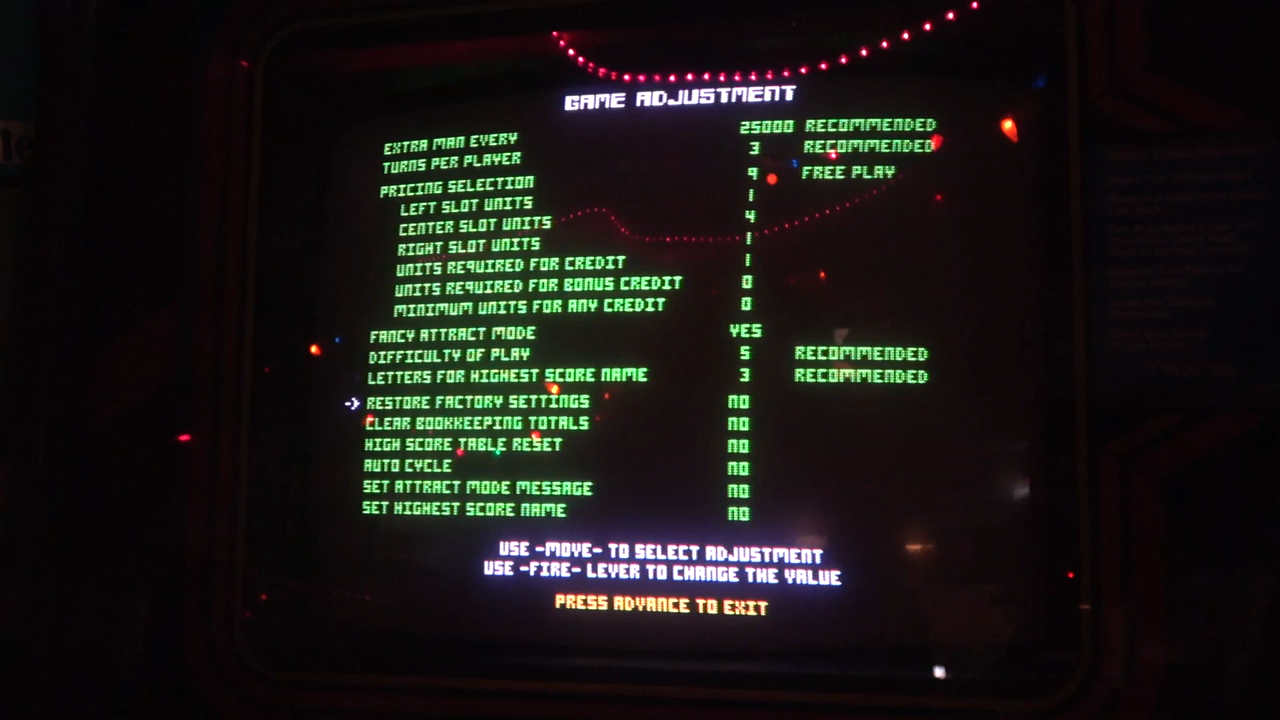 GAME ADJUSTMENT
EXTRA MAN EVERY 25000 RECOMMENDED
TURNS PER PLAYER 3 RECOMMENDED
PRICING SELECTION 9 FREE PLAY
LEFT SLOT UNITS 1
CENTER SLOT UNITS 4
RIGHT SLOT UNITS 1
UNITS REQUIRED FOR CREDIT 1
UNITS REQUIRED FOR BONUS CREDIT 0
MINIMUM UNITS FOR ANY CREDIT 0
FANCY ATTRACT MODE YES
DIFFICULTY OF PLAY 5 RECOMMENDED
LETTERS FOR HIGHEST SCORE NAME 3 RECOMMENDED
RESTORE FACTORY SETTINGS NO
CLEAR BOOKKEEPING TOTALS NO
HIGH SCORE TABLE RESET NO
AUTO CYCLE NO
SET ATTRACT MODE MESSAGE NO
SET HIGHEST SCORE NAME NO
USE -MOVE- TO SELECT ADJUSTMENT
USE -FIRE- LEVER TO CHANGE THE VALUE
PRESS ADVANCE TO EXIT